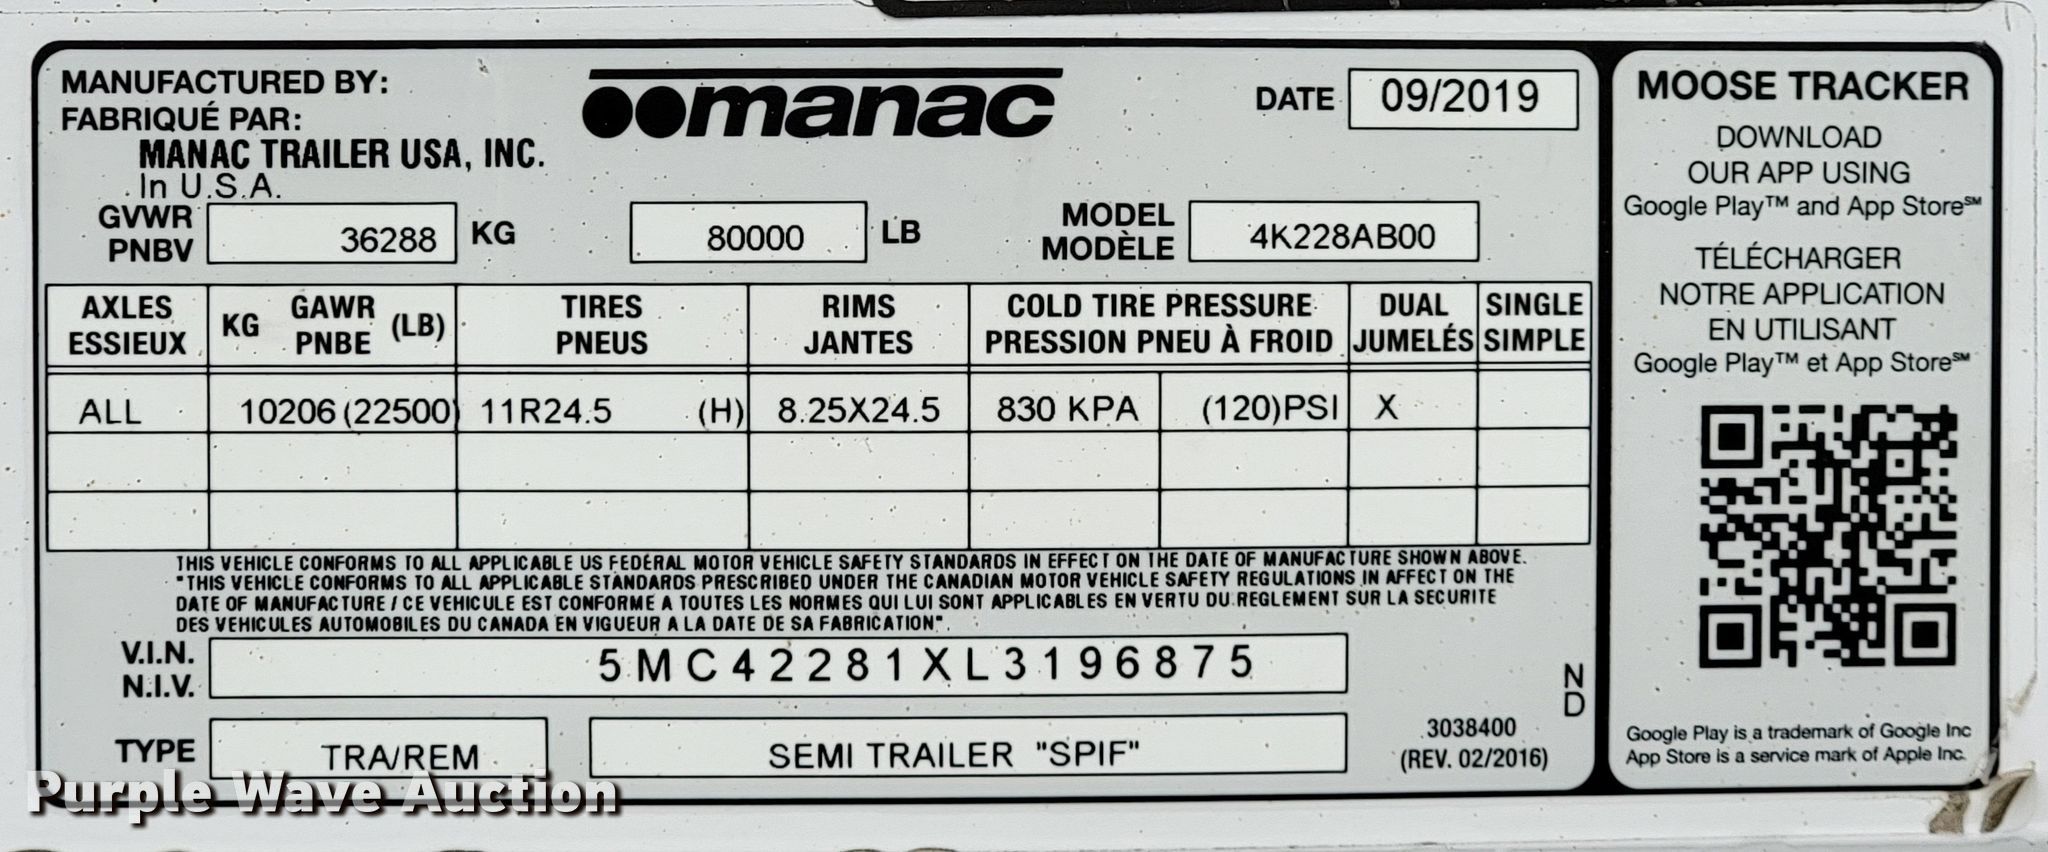 MANUFACTURED BY:
FABRIQUÉ PAR:
MANAC TRAILER USA, INC.
In U.S.A.
manac
DATE 09/2019
GVWR
PNBV
36288 KG
80000 LB
MODEL
MODÈLE
4K228AB00
AXLES
ESSIEUX
KG GAWR (LB)
PNBE
TIRES
PNEUS
RIMS
JANTES
COLD TIRE PRESSURE
PRESSION PNEU À FROID
DUAL
JUMELÉS
SINGLE
SIMPLE
ALL 10206 (22500) 11R24.5 (H) 8.25X24.5 830 KPA (120)PSI X
THIS VEHICLE CONFORMS TO ALL APPLICABLE US FEDERAL MOTOR VEHICLE SAFETY STANDARDS IN EFFECT ON THE DATE OF MANUFACTURE SHOWN ABOVE.
"THIS VEHICLE CONFORMS TO ALL APPLICABLE STANDARDS PRESCRIBED UNDER THE CANADIAN MOTOR VEHICLE SAFETY REGULATIONS IN AFFECT ON THE
DATE OF MANUFACTURE / CE VEHICULE EST CONFORME A TOUTES LES NORMES QUI LUI SONT APPLICABLES EN VERTU DU REGLEMENT SUR LA SECURITE
DES VEHICULES AUTOMOBILES DU CANADA EN VIGUEUR A LA DATE DE SA FABRICATION".
V.I.N.
N.I.V.
5MC42281XL3196875
TYPE TRA/REM
SEMI TRAILER "SPIF"
3038400
(REV. 02/2016)
ND
MOOSE TRACKER
DOWNLOAD
OUR APP USING
Google Play™ and App Store℠
TÉLÉCHARGER
NOTRE APPLICATION
EN UTILISANT
Google Play™ et App Store℠
Google Play is a trademark of Google Inc
App Store is a service mark of Apple Inc.
Purple Wave Auction